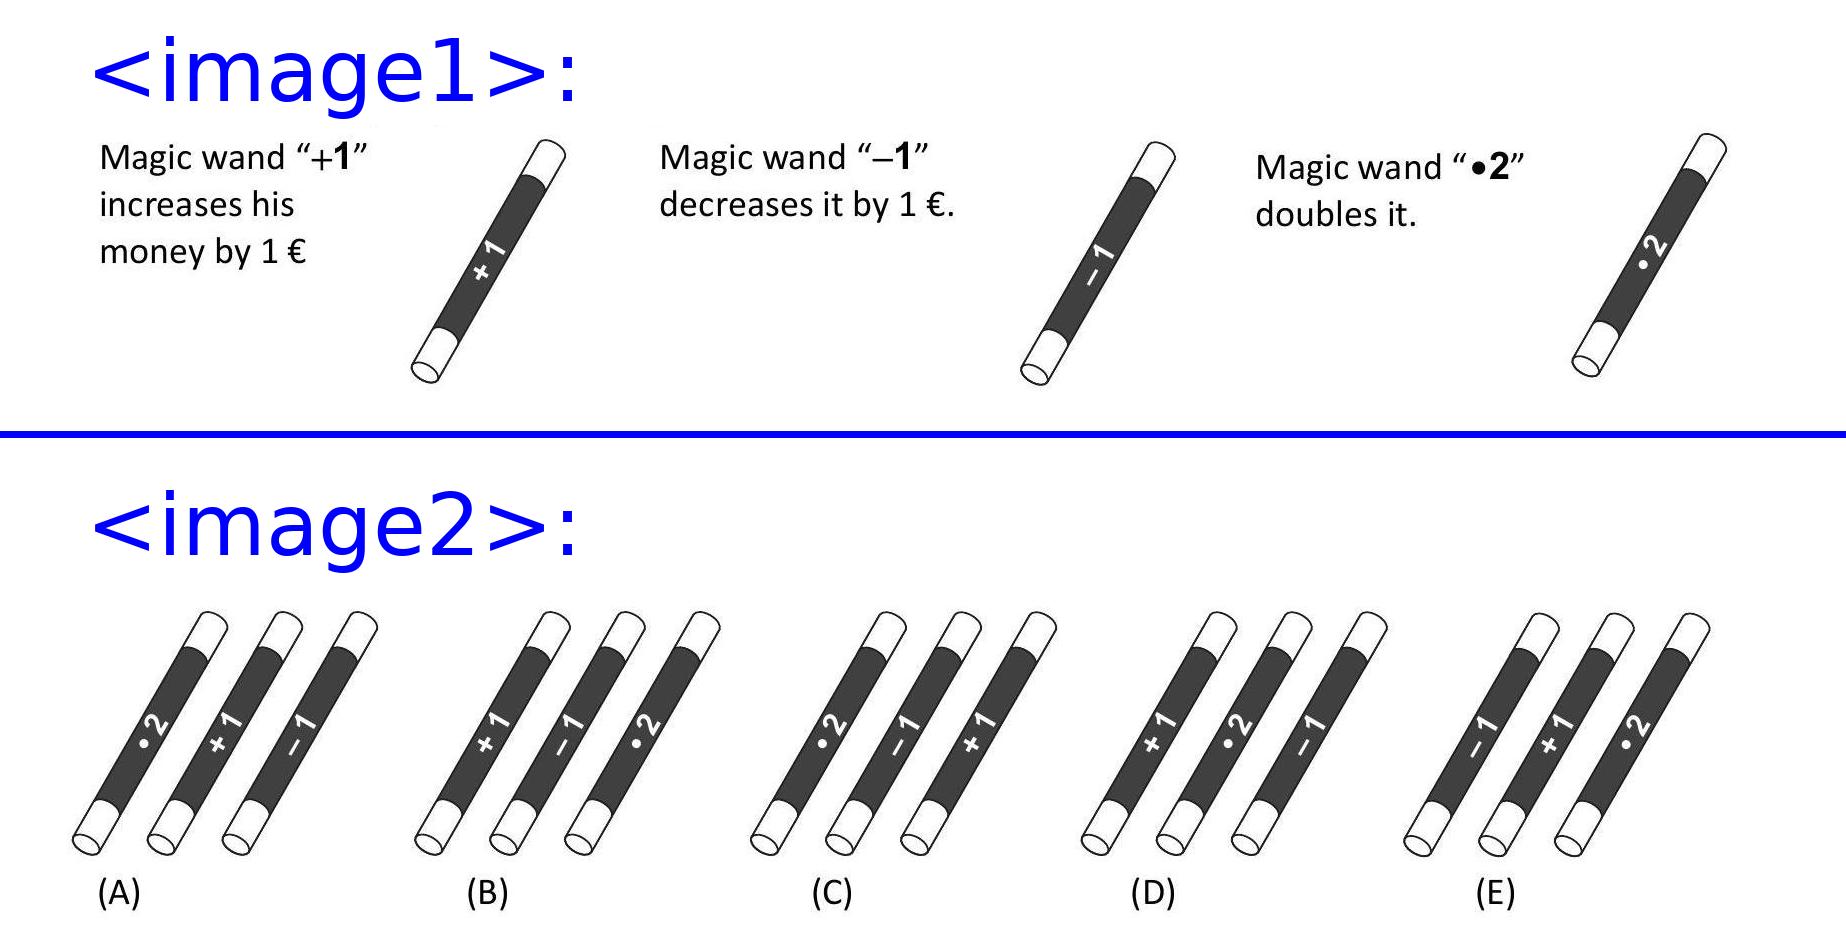 <image1>:
Magic wand “+1”
increases his
money by 1 €
+ 1
Magic wand “–1”
decreases it by 1 €.
– 1
Magic wand “•2”
doubles it.
• 2
<image2>:
• 2 + 1 – 1
+ 1 – 1 • 2
• 2 – 1 + 1
+ 1 • 2 – 1
– 1 + 1 • 2
(A) (B) (C) (D) (E)